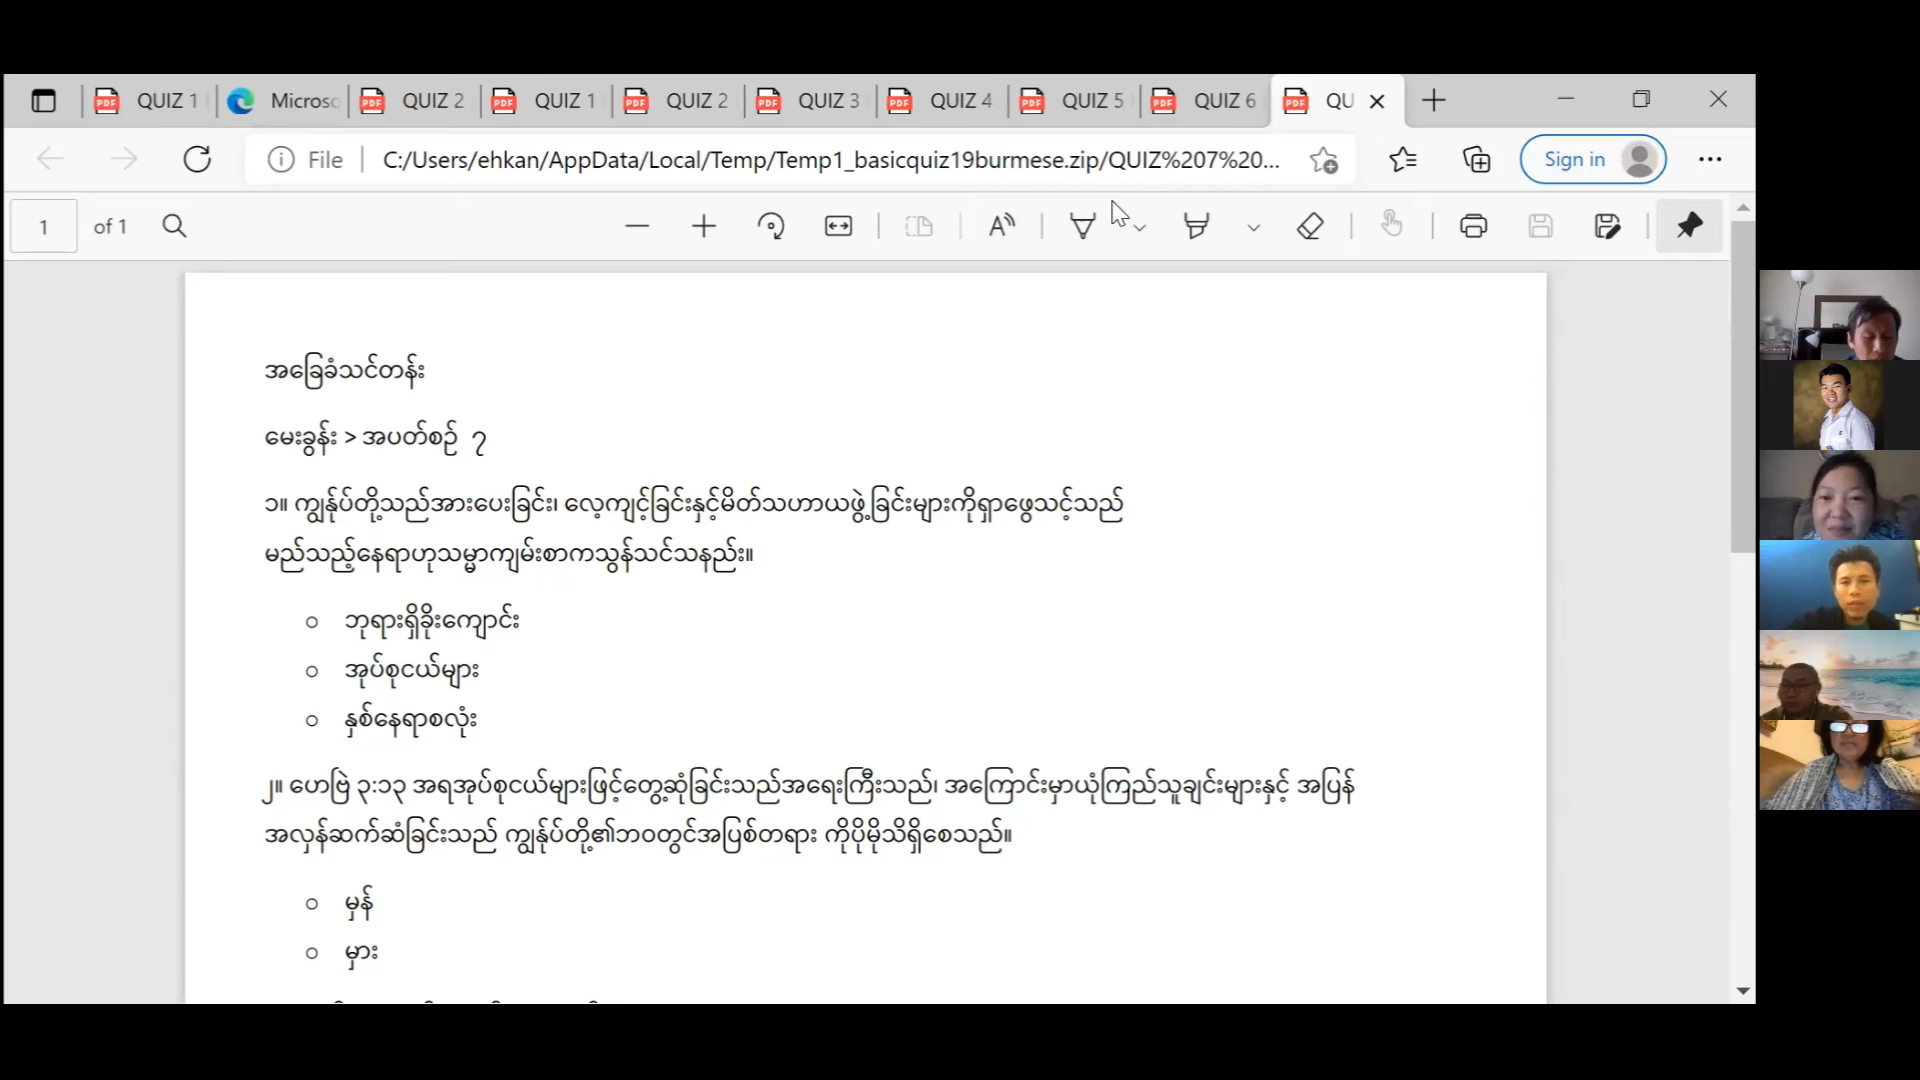 QUIZ 1
Microso
QUIZ 2
QUIZ 1
QUIZ 2
QUIZ 3
QUIZ 4
QUIZ 5
QUIZ 6
QU
File
C:/Users/ehkan/AppData/Local/Temp/Temp1_basicquiz19burmese.zip/QUIZ%207%20...
Sign in
1 of 1
အခြေခံသင်တန်း
မေးခွန်း > အပတ်စဉ် ၇
၁။ ကျွန်ုပ်တို့သည်အားပေးခြင်း၊ လေ့ကျင့်ခြင်းနှင့်မိတ်သဟာယဖွဲ့ခြင်းများကိုရှာဖွေသင့်သည်
မည်သည့်နေရာဟုသမ္မာကျမ်းစာကသွန်သင်သနည်း။
o ဘုရားရှိခိုးကျောင်း
o အုပ်စုငယ်များ
o နှစ်နေရာစလုံး
၂။ ဟေဗြဲ ၃:၁၃ အရအုပ်စုငယ်များဖြင့်တွေ့ဆုံခြင်းသည်အရေးကြီးသည်၊ အကြောင်းမှာယုံကြည်သူချင်းများနှင့် အပြန်
အလှန်ဆက်ဆံခြင်းသည် ကျွန်ုပ်တို့၏ဘဝတွင်အပြစ်တရား ကိုပိုမိုသိရှိစေသည်။
o မှန်
o မှား